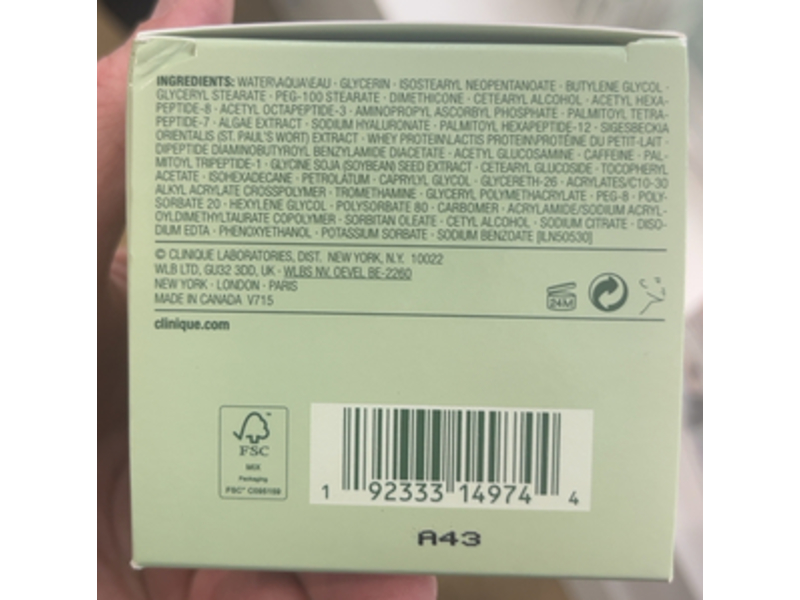 INGREDIENTS: WATER\AQUA\EAU · GLYCERIN · ISOSTEARYL NEOPENTANOATE · BUTYLENE GLYCOL ·
GLYCERYL STEARATE · PEG-100 STEARATE · DIMETHICONE · CETEARYL ALCOHOL · ACETYL HEXA-
PEPTIDE-8 · ACETYL OCTAPEPTIDE-3 · AMINOPROPYL ASCORBYL PHOSPHATE · PALMITOYL TETRA-
PEPTIDE-7 · ALGAE EXTRACT · SODIUM HYALURONATE · PALMITOYL HEXAPEPTIDE-12 · SIGESBECKIA
ORIENTALIS (ST. PAUL'S WORT) EXTRACT · WHEY PROTEIN\LACTIS PROTEIN\PROTÉINE DU PETIT-LAIT ·
DIPEPTIDE DIAMINOBUTYROYL BENZYLAMIDE DIACETATE · ACETYL GLUCOSAMINE · CAFFEINE · PAL-
MITOYL TRIPEPTIDE-1 · GLYCINE SOJA (SOYBEAN) SEED EXTRACT · CETEARYL GLUCOSIDE · TOCOPHERYL
ACETATE · ISOHEXADECANE · PETROLATUM · CAPRYLYL GLYCOL · GLYCERETH-26 · ACRYLATES/C10-30
ALKYL ACRYLATE CROSSPOLYMER · TROMETHAMINE · GLYCERYL POLYMETHACRYLATE · PEG-8 · POLY-
SORBATE 20 · HEXYLENE GLYCOL · POLYSORBATE 80 · CARBOMER · ACRYLAMIDE/SODIUM ACRYL-
OYLDIMETHYLTAURATE COPOLYMER · SORBITAN OLEATE · CETYL ALCOHOL · SODIUM CITRATE · DISO-
DIUM EDTA · PHENOXYETHANOL · POTASSIUM SORBATE · SODIUM BENZOATE [ILN50530]
© CLINIQUE LABORATORIES, DIST. NEW YORK, N.Y. 10022
WLB LTD, GU32 3DD, UK · WLBS NV. OEVEL BE-2260
NEW YORK · LONDON · PARIS
MADE IN CANADA V715
24M
clinique.com
FSC
MIX
Packaging
FSC™ C095159
1 92333 14974 4
A43